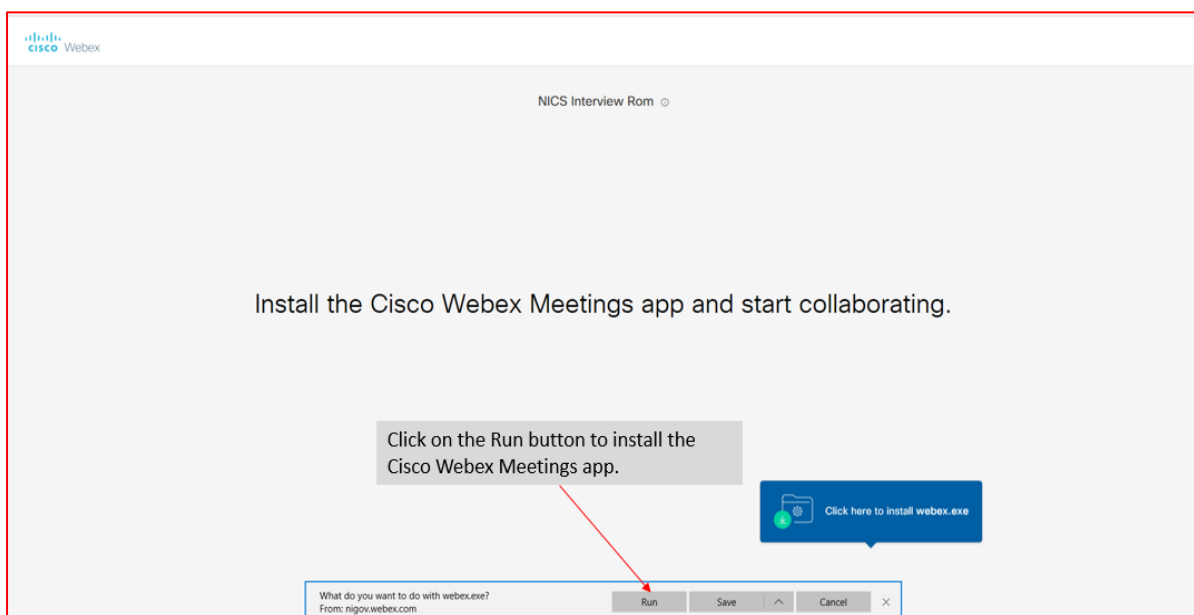 cisco Webex
NICS Interview Rom
Install the Cisco Webex Meetings app and start collaborating.
Click on the Run button to install the
Cisco Webex Meetings app.
Click here to install webex.exe
What do you want to do with webex.exe?
From: nigov.webex.com
Run Save Cancel